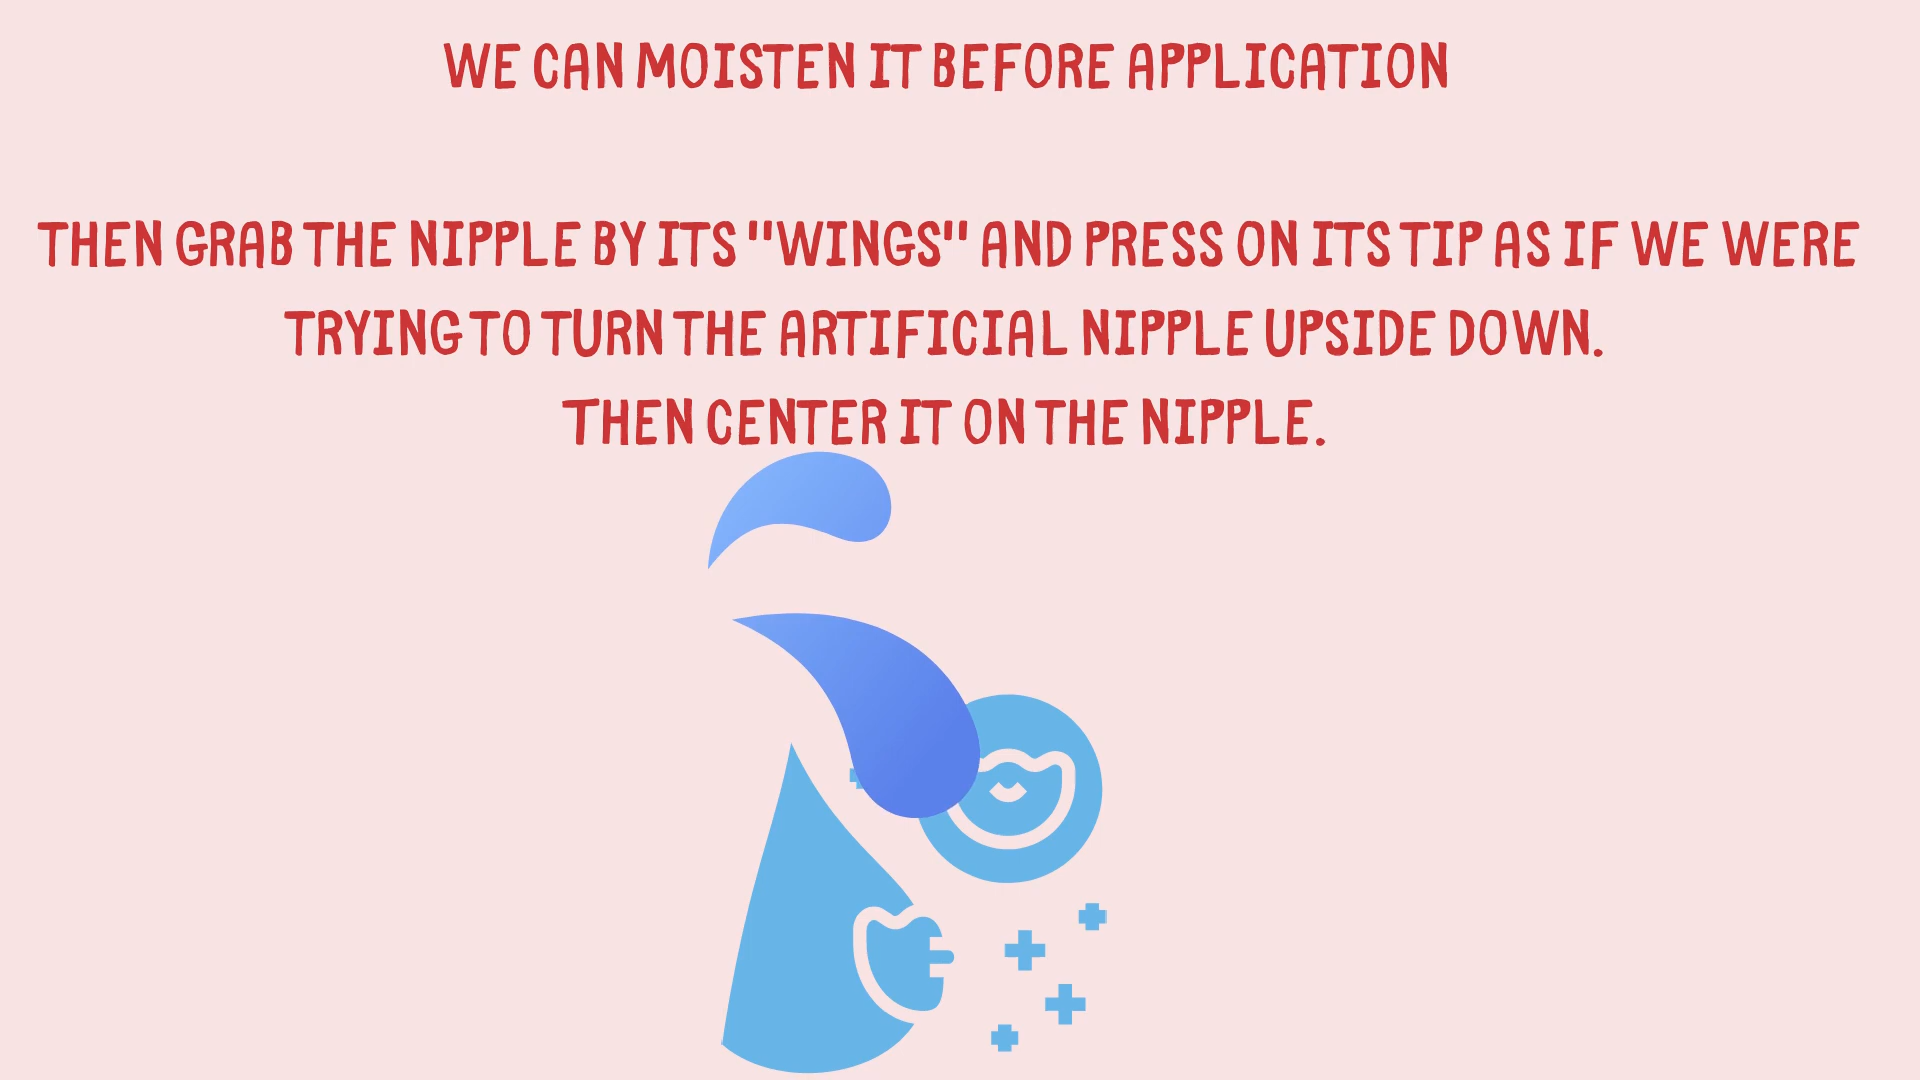 WE CAN MOISTEN IT BEFORE APPLICATION
THEN GRAB THE NIPPLE BY ITS "WINGS" AND PRESS ON ITS TIP AS IF WE WERE
TRYING TO TURN THE ARTIFICIAL NIPPLE UPSIDE DOWN.
THEN CENTER IT ON THE NIPPLE.